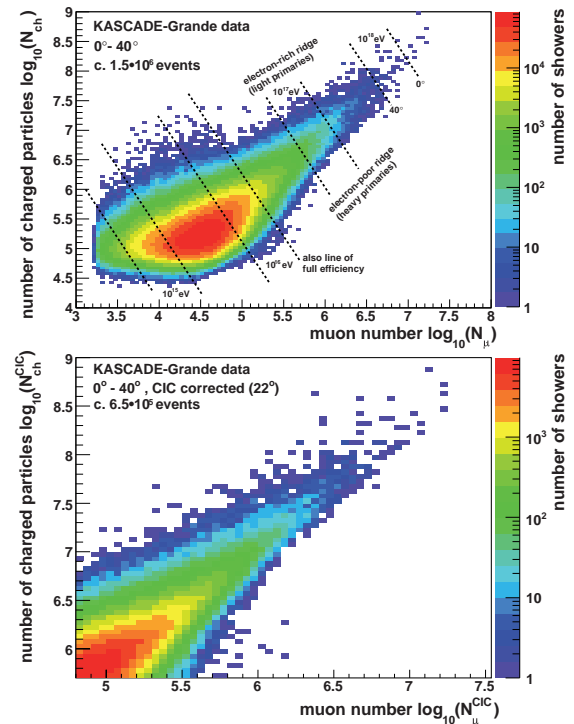 KASCADE-Grande data
0°- 40°
c. 1.5•10⁶ events
electron-rich ridge
(light primaries)
10¹⁸eV
0°
10¹⁷eV
40°
electron-poor ridge
(heavy primaries)
also line of
full efficiency
10¹⁶eV
10¹⁵eV
number of charged particles log₁₀(N_ch)
9
8.5
8
7.5
7
6.5
6
5.5
5
4.5
4
3 3.5 4 4.5 5 5.5 6 6.5 7 7.5 8
muon number log₁₀(N_μ)
number of showers
10⁴
10³
10²
10
1
KASCADE-Grande data
0° - 40° , CIC corrected (22°)
c. 6.5•10⁵ events
number of charged particles log₁₀(N_ch^CIC)
9
8.5
8
7.5
7
6.5
6
5 5.5 6 6.5 7 7.5
muon number log₁₀(N_μ^CIC)
number of showers
10³
10²
10
1